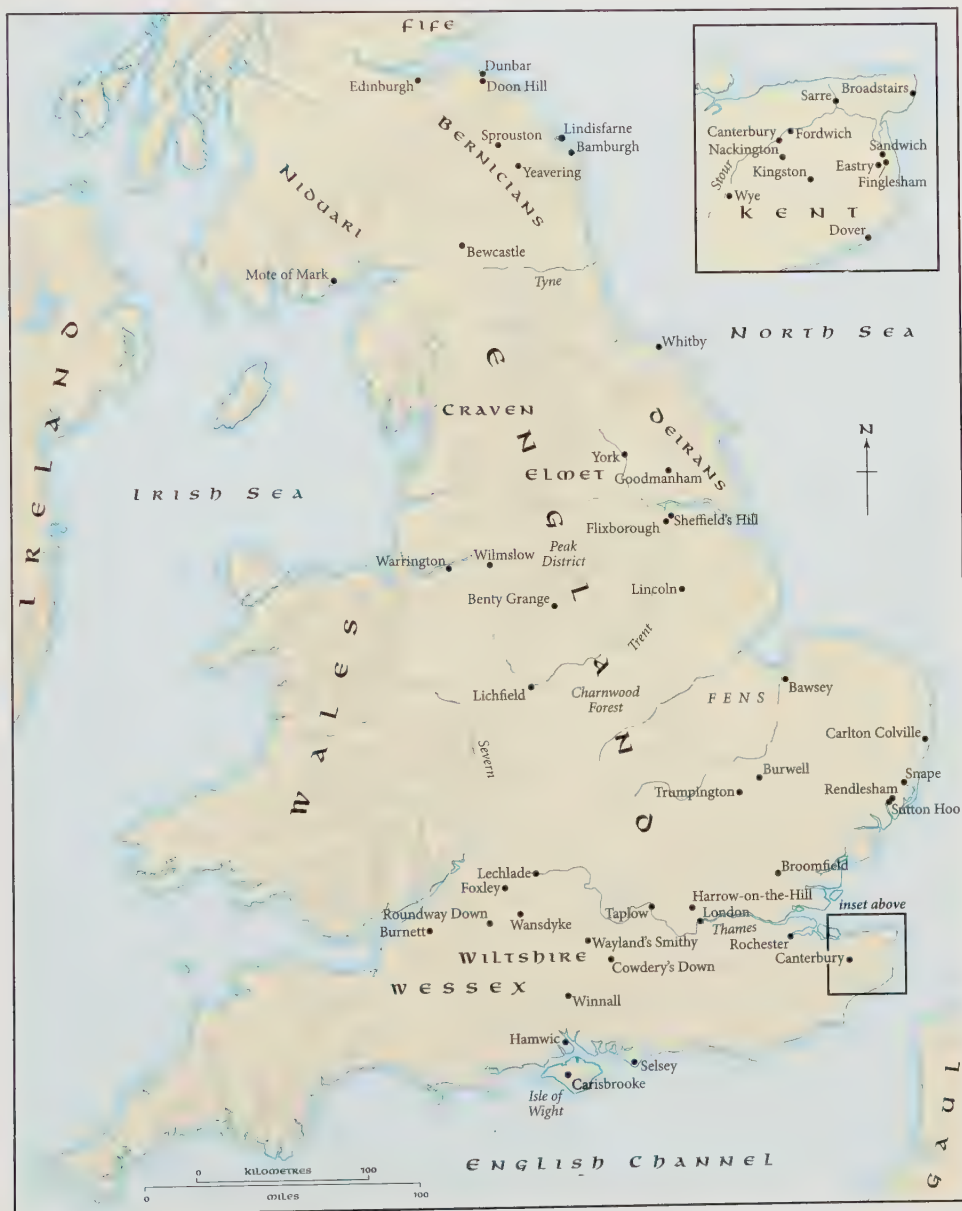 FIFE
Dunbar
Edinburgh
Doon Hill
BERNICIANS
Sprouston
Lindisfarne
Bamburgh
Yeavering
NIDUARI
Bewcastle
Mote of Mark
Tyne
Sarre
Broadstairs
Canterbury
Fordwich
Nackington
Sandwich
Stour
Kingston
Eastry
Finglesham
Wye
KENT
Dover
IRELAND
Whitby
NORTH SEA
ENGLAND
CRAVEN
DEIRANS
N
York
ELMET
Goodmanham
IRISH SEA
Flixborough
Sheffield's Hill
Peak
District
Warrington
Wilmslow
Benty Grange
Lincoln
WALES
Trent
Lichfield
Charnwood
Forest
FENS
Bawsey
Severn
Carlton Colville
Burwell
Snape
Trumpington
Rendlesham
Sutton Hoo
Lechlade
Broomfield
Foxley
Harrow-on-the-Hill
inset above
Roundway Down
Taplow
London
Burnett
Wansdyke
Thames
Wayland's Smithy
Rochester
WILTSHIRE
Cowdery's Down
Canterbury
WESSEX
Winnall
Hamwic
Selsey
Carisbrooke
Isle of
Wight
GAUL
ENGLISH CHANNEL
0 KILOMETRES 100
0 MILES 100